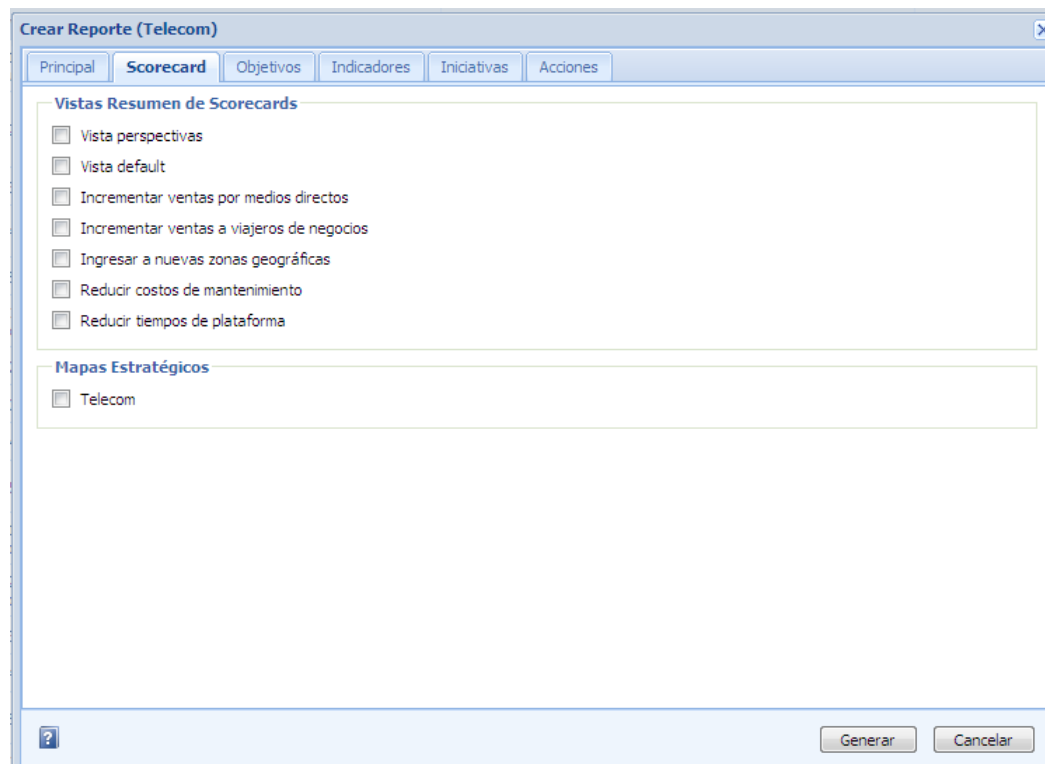 Crear Reporte (Telecom)
Principal Scorecard Objetivos Indicadores Iniciativas Acciones
Vistas Resumen de Scorecards
Vista perspectivas
Vista default
Incrementar ventas por medios directos
Incrementar ventas a viajeros de negocios
Ingresar a nuevas zonas geográficas
Reducir costos de mantenimiento
Reducir tiempos de plataforma
Mapas Estratégicos
Telecom
? Generar Cancelar